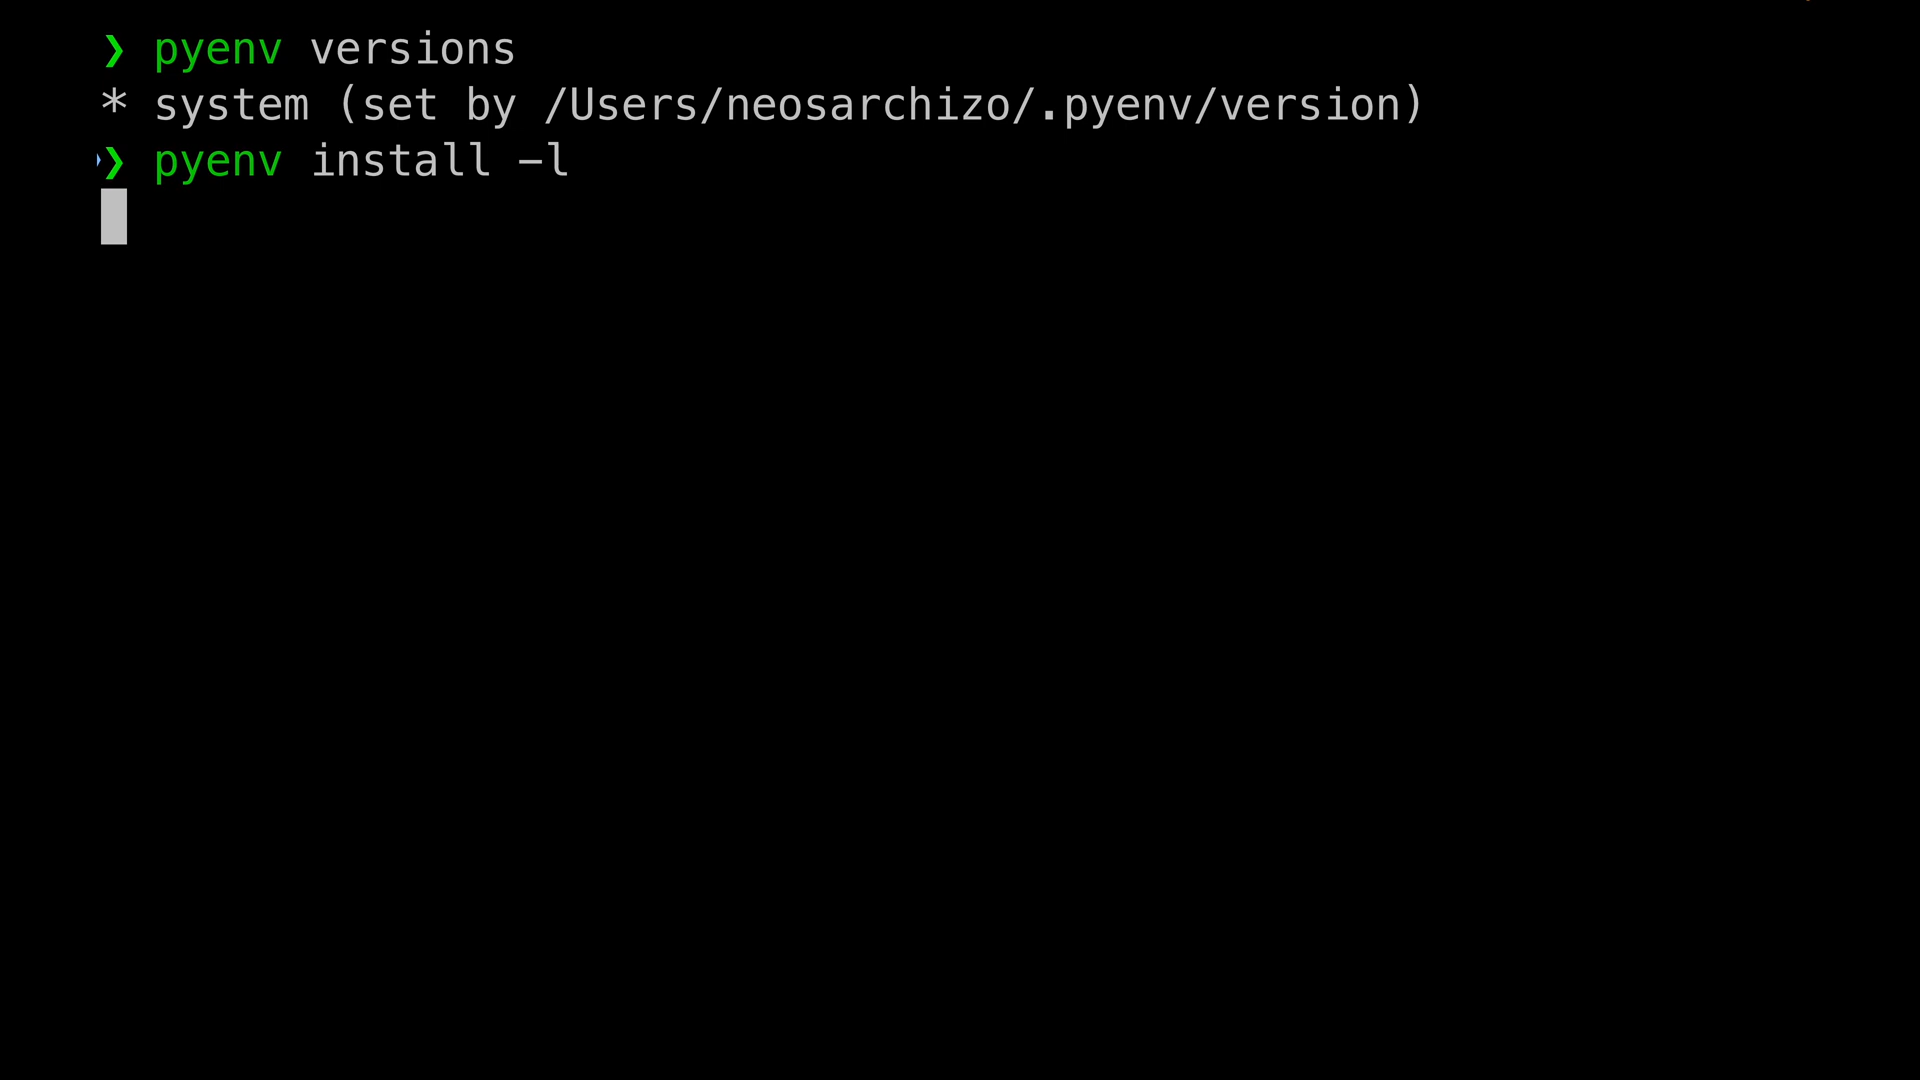 ❯ pyenv versions
* system (set by /Users/neosarchizo/.pyenv/version)
❯ pyenv install -l